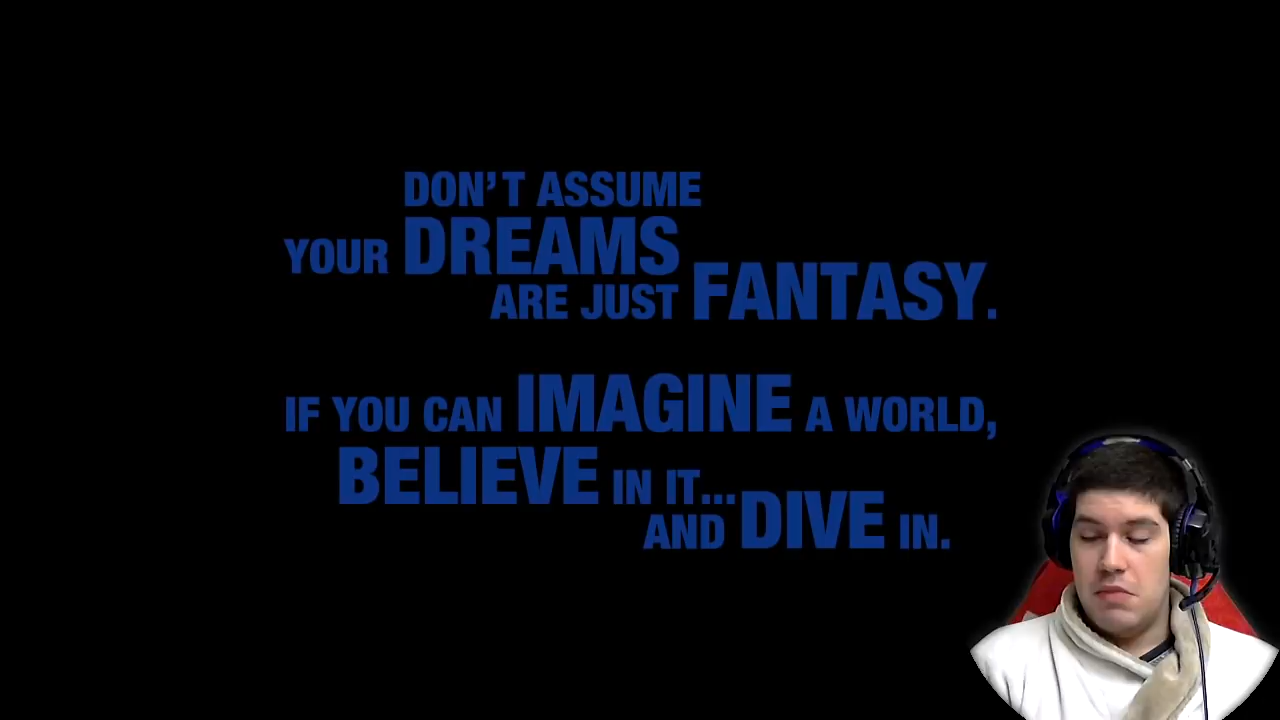 DON'T ASSUME
YOUR DREAMS
ARE JUST FANTASY.
IF YOU CAN IMAGINE A WORLD,
BELIEVE IN IT...
AND DIVE IN.